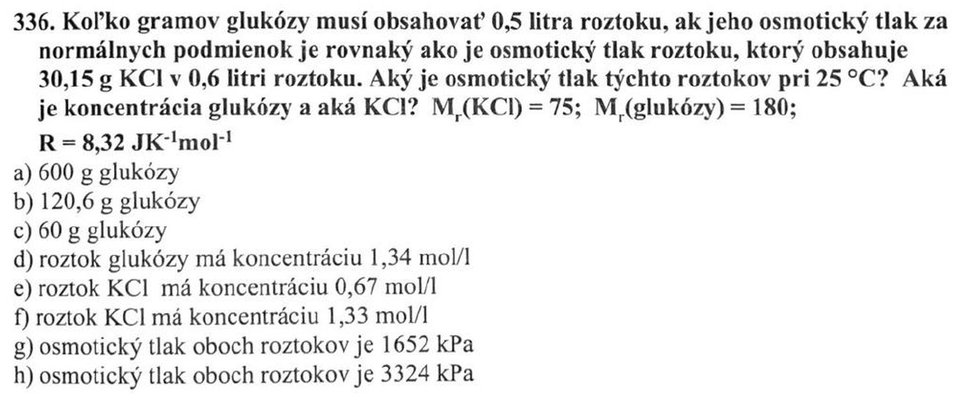 336. Koľko gramov glukózy musí obsahovať 0,5 litra roztoku, ak jeho osmotický tlak za
normálnych podmienok je rovnaký ako je osmotický tlak roztoku, ktorý obsahuje
30,15 g KCl v 0,6 litri roztoku. Aký je osmotický tlak týchto roztokov pri 25 °C? Aká
je koncentrácia glukózy a aká KCl? Mᵣ(KCl) = 75; Mᵣ(glukózy) = 180;
R = 8,32 JK⁻¹mol⁻¹
a) 600 g glukózy
b) 120,6 g glukózy
c) 60 g glukózy
d) roztok glukózy má koncentráciu 1,34 mol/l
e) roztok KCl má koncentráciu 0,67 mol/l
f) roztok KCl má koncentráciu 1,33 mol/l
g) osmotický tlak oboch roztokov je 1652 kPa
h) osmotický tlak oboch roztokov je 3324 kPa